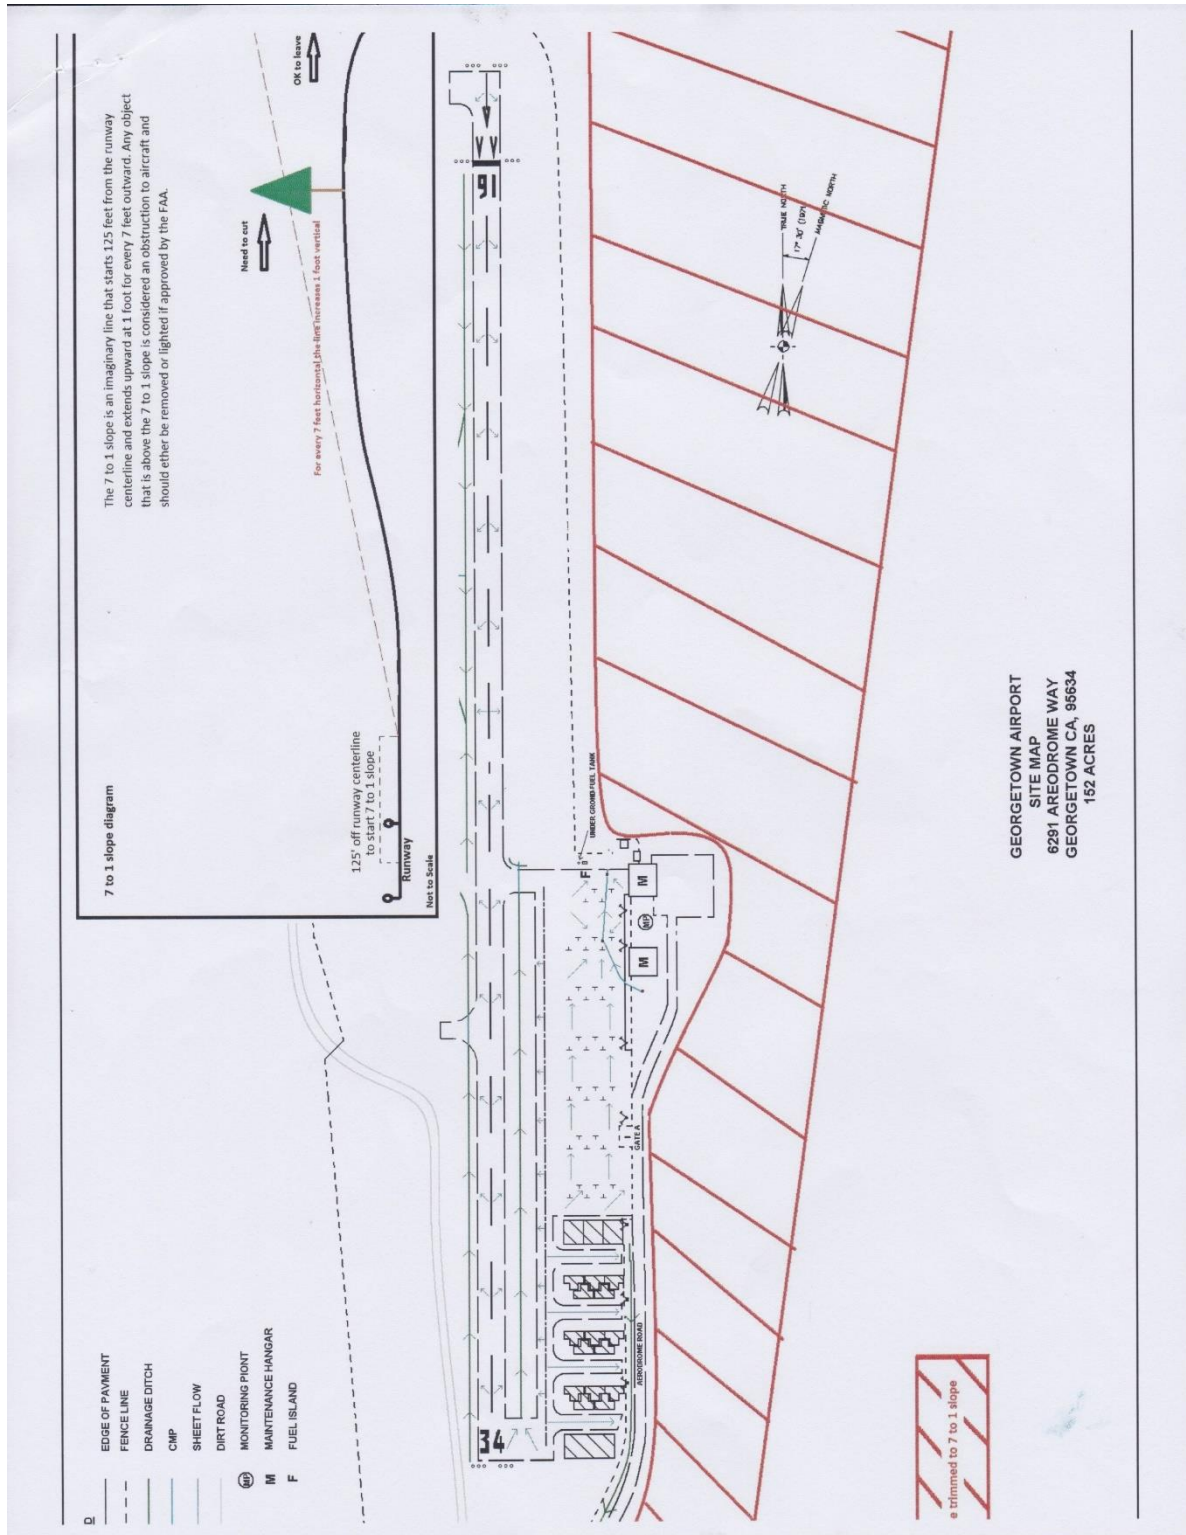 7 to 1 slope diagram
The 7 to 1 slope is an imaginary line that starts 125 feet from the runway
centerline and extends upward at 1 foot for every 7 feet outward. Any object
that is above the 7 to 1 slope is considered an obstruction to aircraft and
should ether be removed or lighted if approved by the FAA.
Need to cut
OK to leave
For every 7 feet horizontal the line increases 1 foot vertical
125' off runway centerline
to start 7 to 1 slope
Runway
Not to Scale
D
EDGE OF PAVMENT
FENCE LINE
DRAINAGE DITCH
CMP
SHEET FLOW
DIRT ROAD
MP MONITORING PIONT
M MAINTENANCE HANGAR
F FUEL ISLAND
34
16
UNDER GROND FUEL TANK
F
M
MP
M
GATE A
AERODROME ROAD
TRUE NORTH
17° 30' (1971)
MAGNETIC NORTH
e trimmed to 7 to 1 slope
GEORGETOWN AIRPORT
SITE MAP
6291 AREODROME WAY
GEORGETOWN CA, 95634
152 ACRES